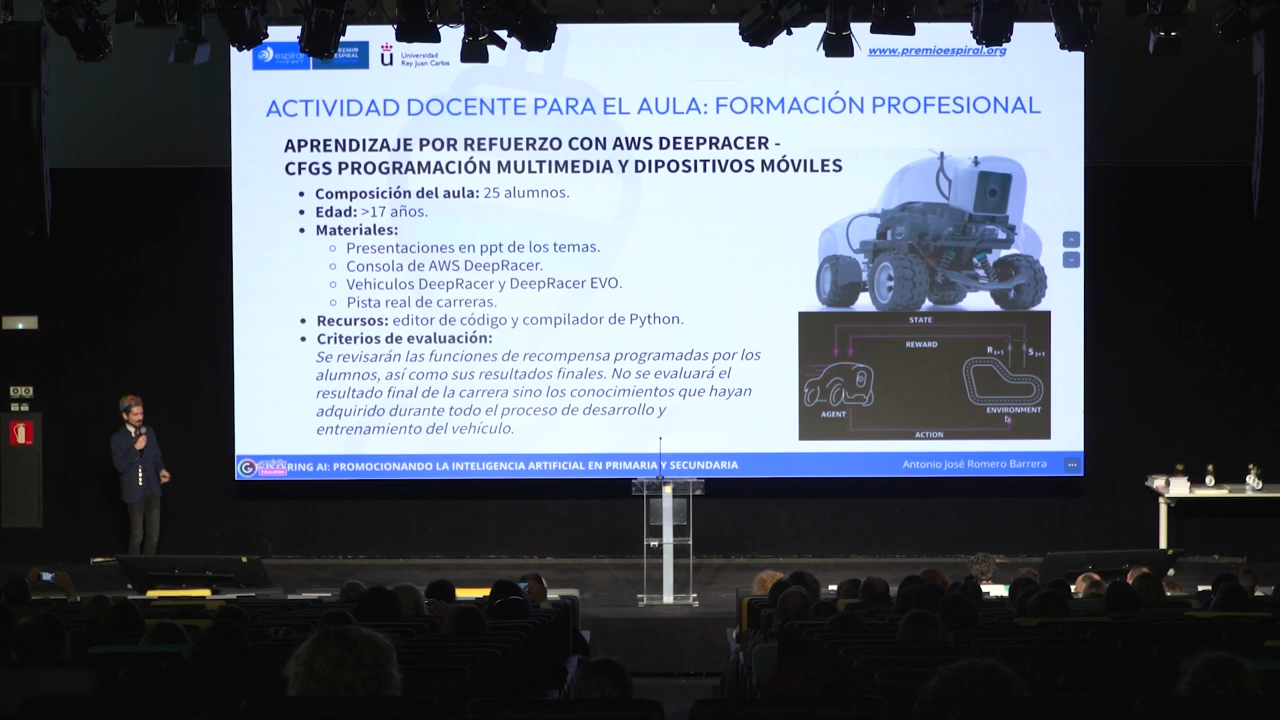 espiral
PREMIO
ESPIRAL
Universidad
Rey Juan Carlos
www.premioespiral.org
ACTIVIDAD DOCENTE PARA EL AULA: FORMACIÓN PROFESIONAL
APRENDIZAJE POR REFUERZO CON AWS DEEPRACER -
CFGS PROGRAMACIÓN MULTIMEDIA Y DIPOSITIVOS MÓVILES
• Composición del aula: 25 alumnos.
• Edad: >17 años.
• Materiales:
○ Presentaciones en ppt de los temas.
○ Consola de AWS DeepRacer.
○ Vehiculos DeepRacer y DeepRacer EVO.
○ Pista real de carreras.
• Recursos: editor de código y compilador de Python.
• Criterios de evaluación:
Se revisarán las funciones de recompensa programadas por los
alumnos, así como sus resultados finales. No se evaluará el
resultado final de la carrera sino los conocimientos que hayan
adquirido durante todo el proceso de desarrollo y
entrenamiento del vehículo.
STATE
REWARD
Rt+1
St+1
AGENT
ENVIRONMENT
ACTION
RING AI: PROMOCIONANDO LA INTELIGENCIA ARTIFICIAL EN PRIMARIA Y SECUNDARIA
Antonio José Romero Barrera